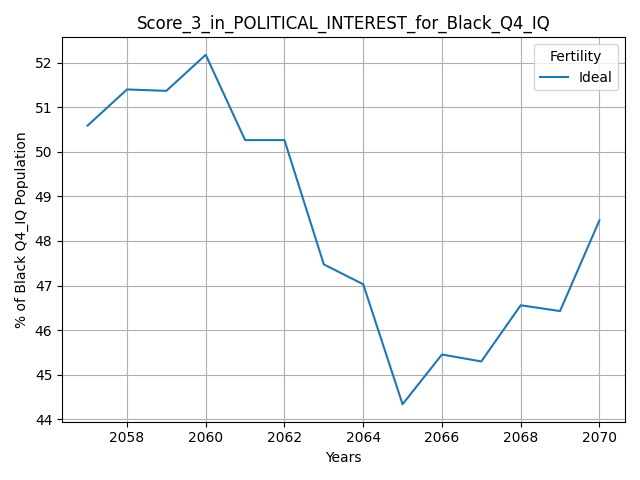 Score_3_in_POLITICAL_INTEREST_for_Black_Q4_IQ
Fertility
Ideal
% of Black Q4_IQ Population
52
51
50
49
48
47
46
45
44
2058 2060 2062 2064 2066 2068 2070
Years